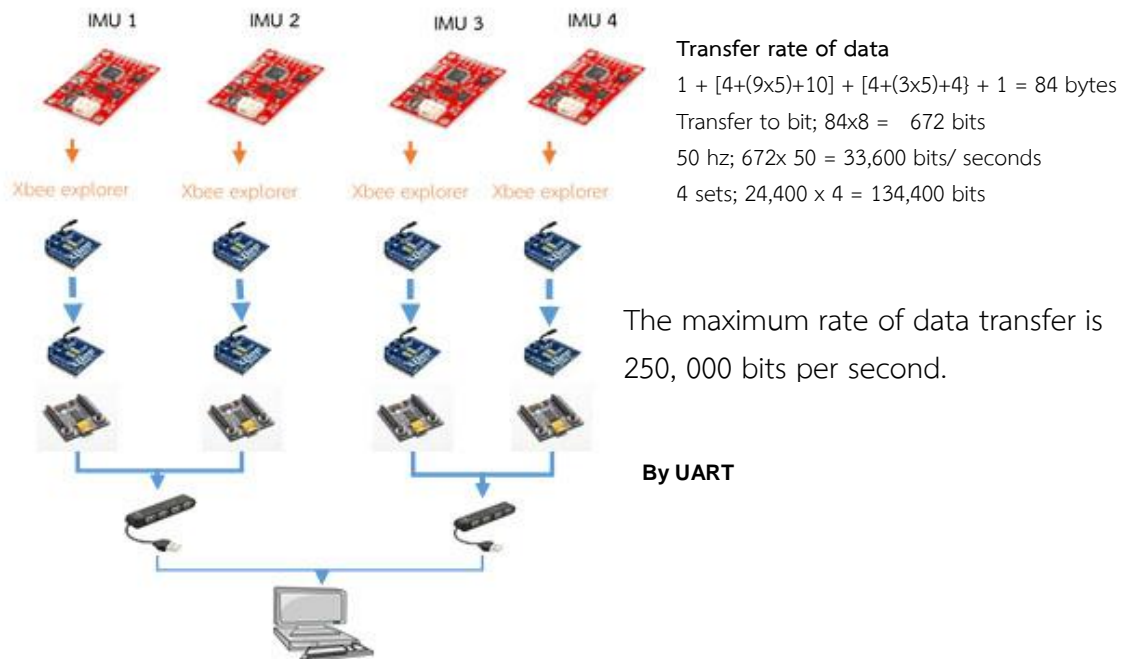 IMU 1 IMU 2 IMU 3 IMU 4
Xbee explorer Xbee explorer Xbee explorer Xbee explorer
Transfer rate of data
1 + [4+(9x5)+10] + [4+(3x5)+4} + 1 = 84 bytes
Transfer to bit; 84x8 = 672 bits
50 hz; 672x 50 = 33,600 bits/ seconds
4 sets; 24,400 x 4 = 134,400 bits
The maximum rate of data transfer is
250, 000 bits per second.
By UART